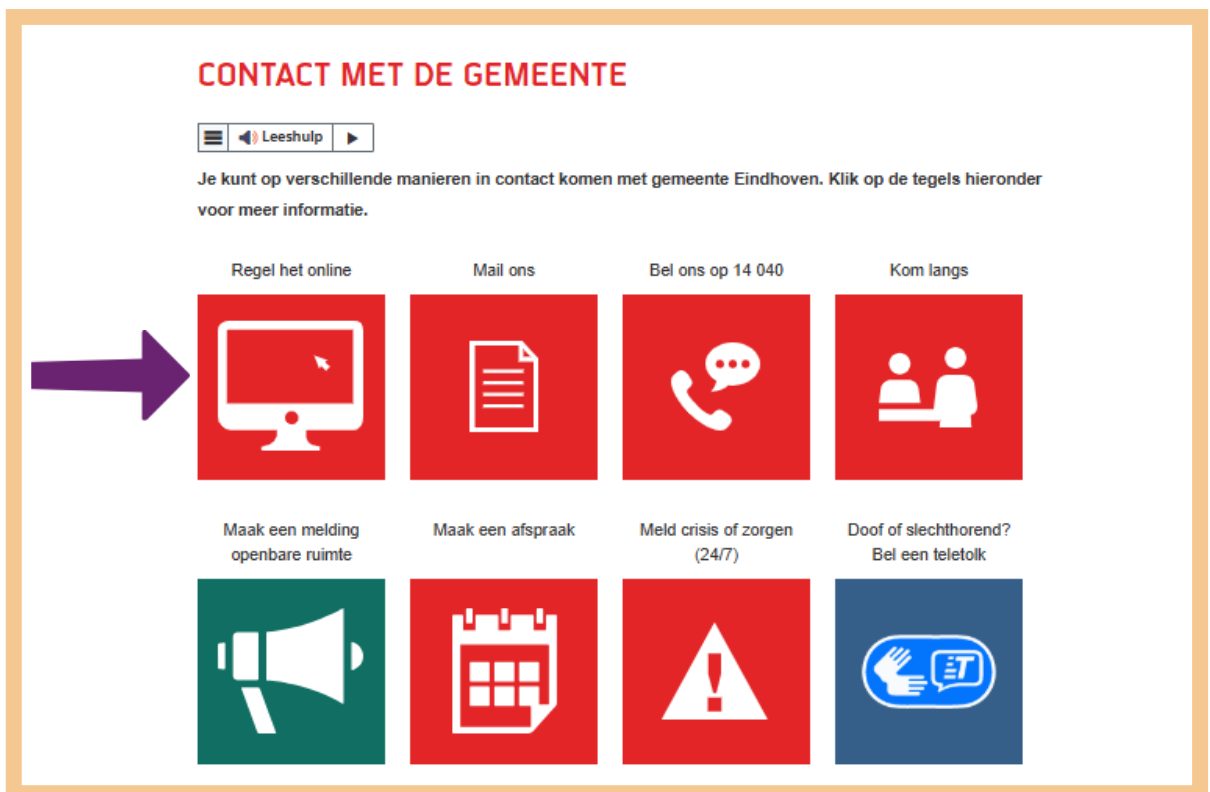 CONTACT MET DE GEMEENTE
Leeshulp
Je kunt op verschillende manieren in contact komen met gemeente Eindhoven. Klik op de tegels hieronder
voor meer informatie.
Regel het online
Mail ons
Bel ons op 14 040
Kom langs
Maak een melding
openbare ruimte
Maak een afspraak
Meld crisis of zorgen
(24/7)
Doof of slechthorend?
Bel een teletolk
T